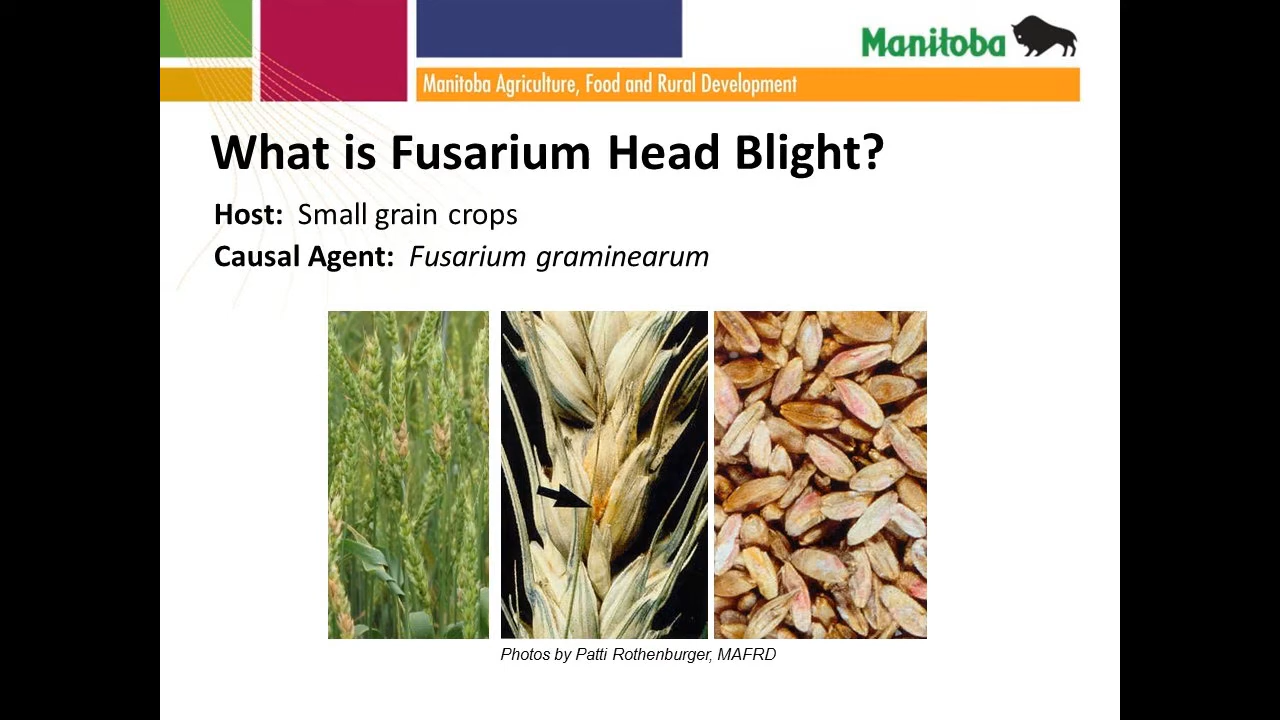 Manitoba
Manitoba Agriculture, Food and Rural Development
What is Fusarium Head Blight?
Host: Small grain crops
Causal Agent: Fusarium graminearum
Photos by Patti Rothenburger, MAFRD